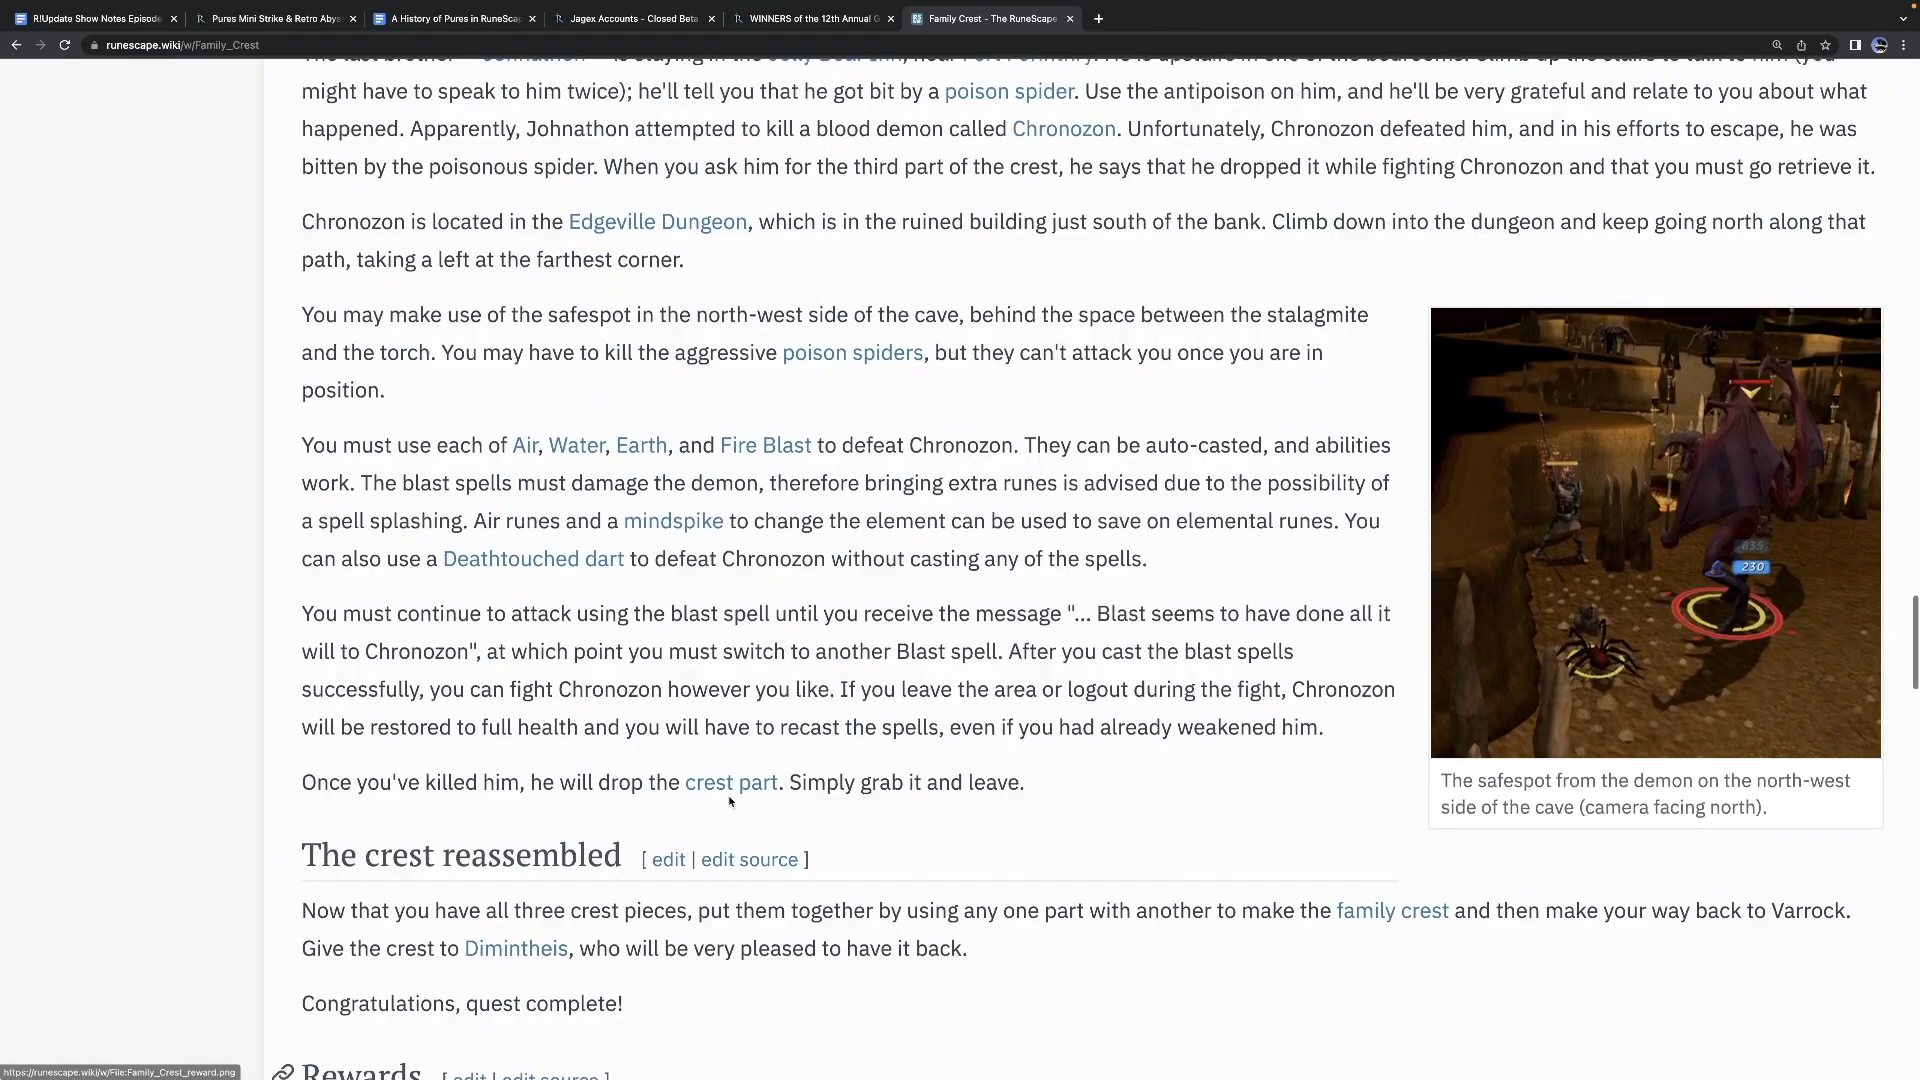 R!Update Show Notes Episode
Pures Mini Strike & Retro Abys
A History of Pures in RuneScap
Jagex Accounts - Closed Beta
WINNERS of the 12th Annual G
Family Crest - The RuneScape
runescape.wiki/w/Family_Crest
might have to speak to him twice); he'll tell you that he got bit by a poison spider. Use the antipoison on him, and he'll be very grateful and relate to you about what
happened. Apparently, Johnathon attempted to kill a blood demon called Chronozon. Unfortunately, Chronozon defeated him, and in his efforts to escape, he was
bitten by the poisonous spider. When you ask him for the third part of the crest, he says that he dropped it while fighting Chronozon and that you must go retrieve it.
Chronozon is located in the Edgeville Dungeon, which is in the ruined building just south of the bank. Climb down into the dungeon and keep going north along that
path, taking a left at the farthest corner.
You may make use of the safespot in the north-west side of the cave, behind the space between the stalagmite
and the torch. You may have to kill the aggressive poison spiders, but they can't attack you once you are in
position.
You must use each of Air, Water, Earth, and Fire Blast to defeat Chronozon. They can be auto-casted, and abilities
work. The blast spells must damage the demon, therefore bringing extra runes is advised due to the possibility of
a spell splashing. Air runes and a mindspike to change the element can be used to save on elemental runes. You
can also use a Deathtouched dart to defeat Chronozon without casting any of the spells.
You must continue to attack using the blast spell until you receive the message "... Blast seems to have done all it
will to Chronozon", at which point you must switch to another Blast spell. After you cast the blast spells
successfully, you can fight Chronozon however you like. If you leave the area or logout during the fight, Chronozon
will be restored to full health and you will have to recast the spells, even if you had already weakened him.
Once you've killed him, he will drop the crest part. Simply grab it and leave.
835
230
The safespot from the demon on the north-west
side of the cave (camera facing north).
The crest reassembled [ edit | edit source ]
Now that you have all three crest pieces, put them together by using any one part with another to make the family crest and then make your way back to Varrock.
Give the crest to Dimintheis, who will be very pleased to have it back.
Congratulations, quest complete!
Rewards [ edit | edit source ]
https://runescape.wiki/w/File:Family_Crest_reward.png